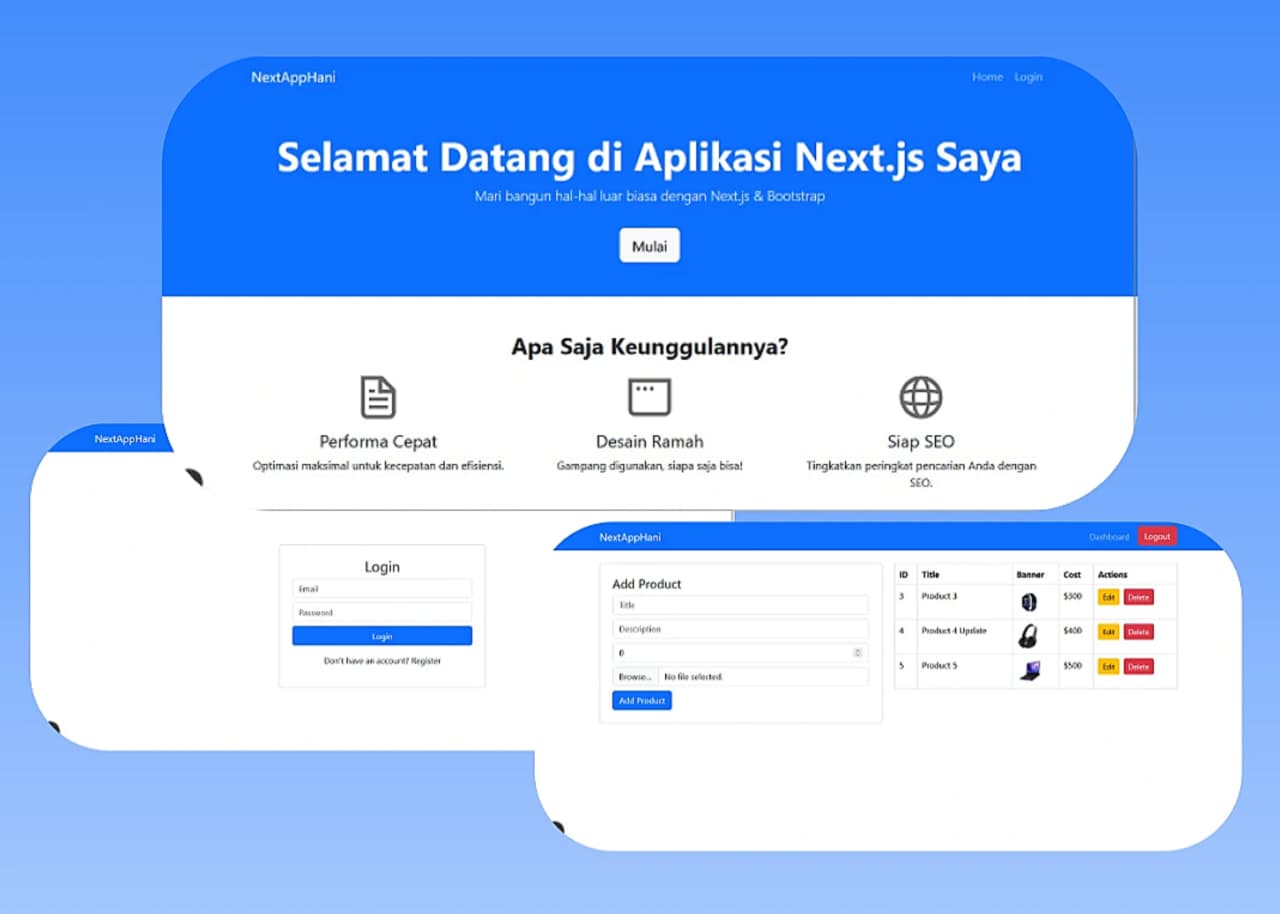 NextAppHani
Home Login
Selamat Datang di Aplikasi Next.js Saya
Mari bangun hal-hal luar biasa dengan Next.js & Bootstrap
Mulai
Apa Saja Keunggulannya?
Performa Cepat
Optimasi maksimal untuk kecepatan dan efisiensi.
Desain Ramah
Gampang digunakan, siapa saja bisa!
Siap SEO
Tingkatkan peringkat pencarian Anda dengan
SEO.
NextAppHani
Login
Email
Password
Login
Don't have an account? Register
NextAppHani
Dashboard Logout
Add Product
Title
Description
0
Browse... No file selected.
Add Product
ID Title Banner Cost Actions
3 Product 3 $300 Edit Delete
4 Product 4 Update $400 Edit Delete
5 Product 5 $500 Edit Delete